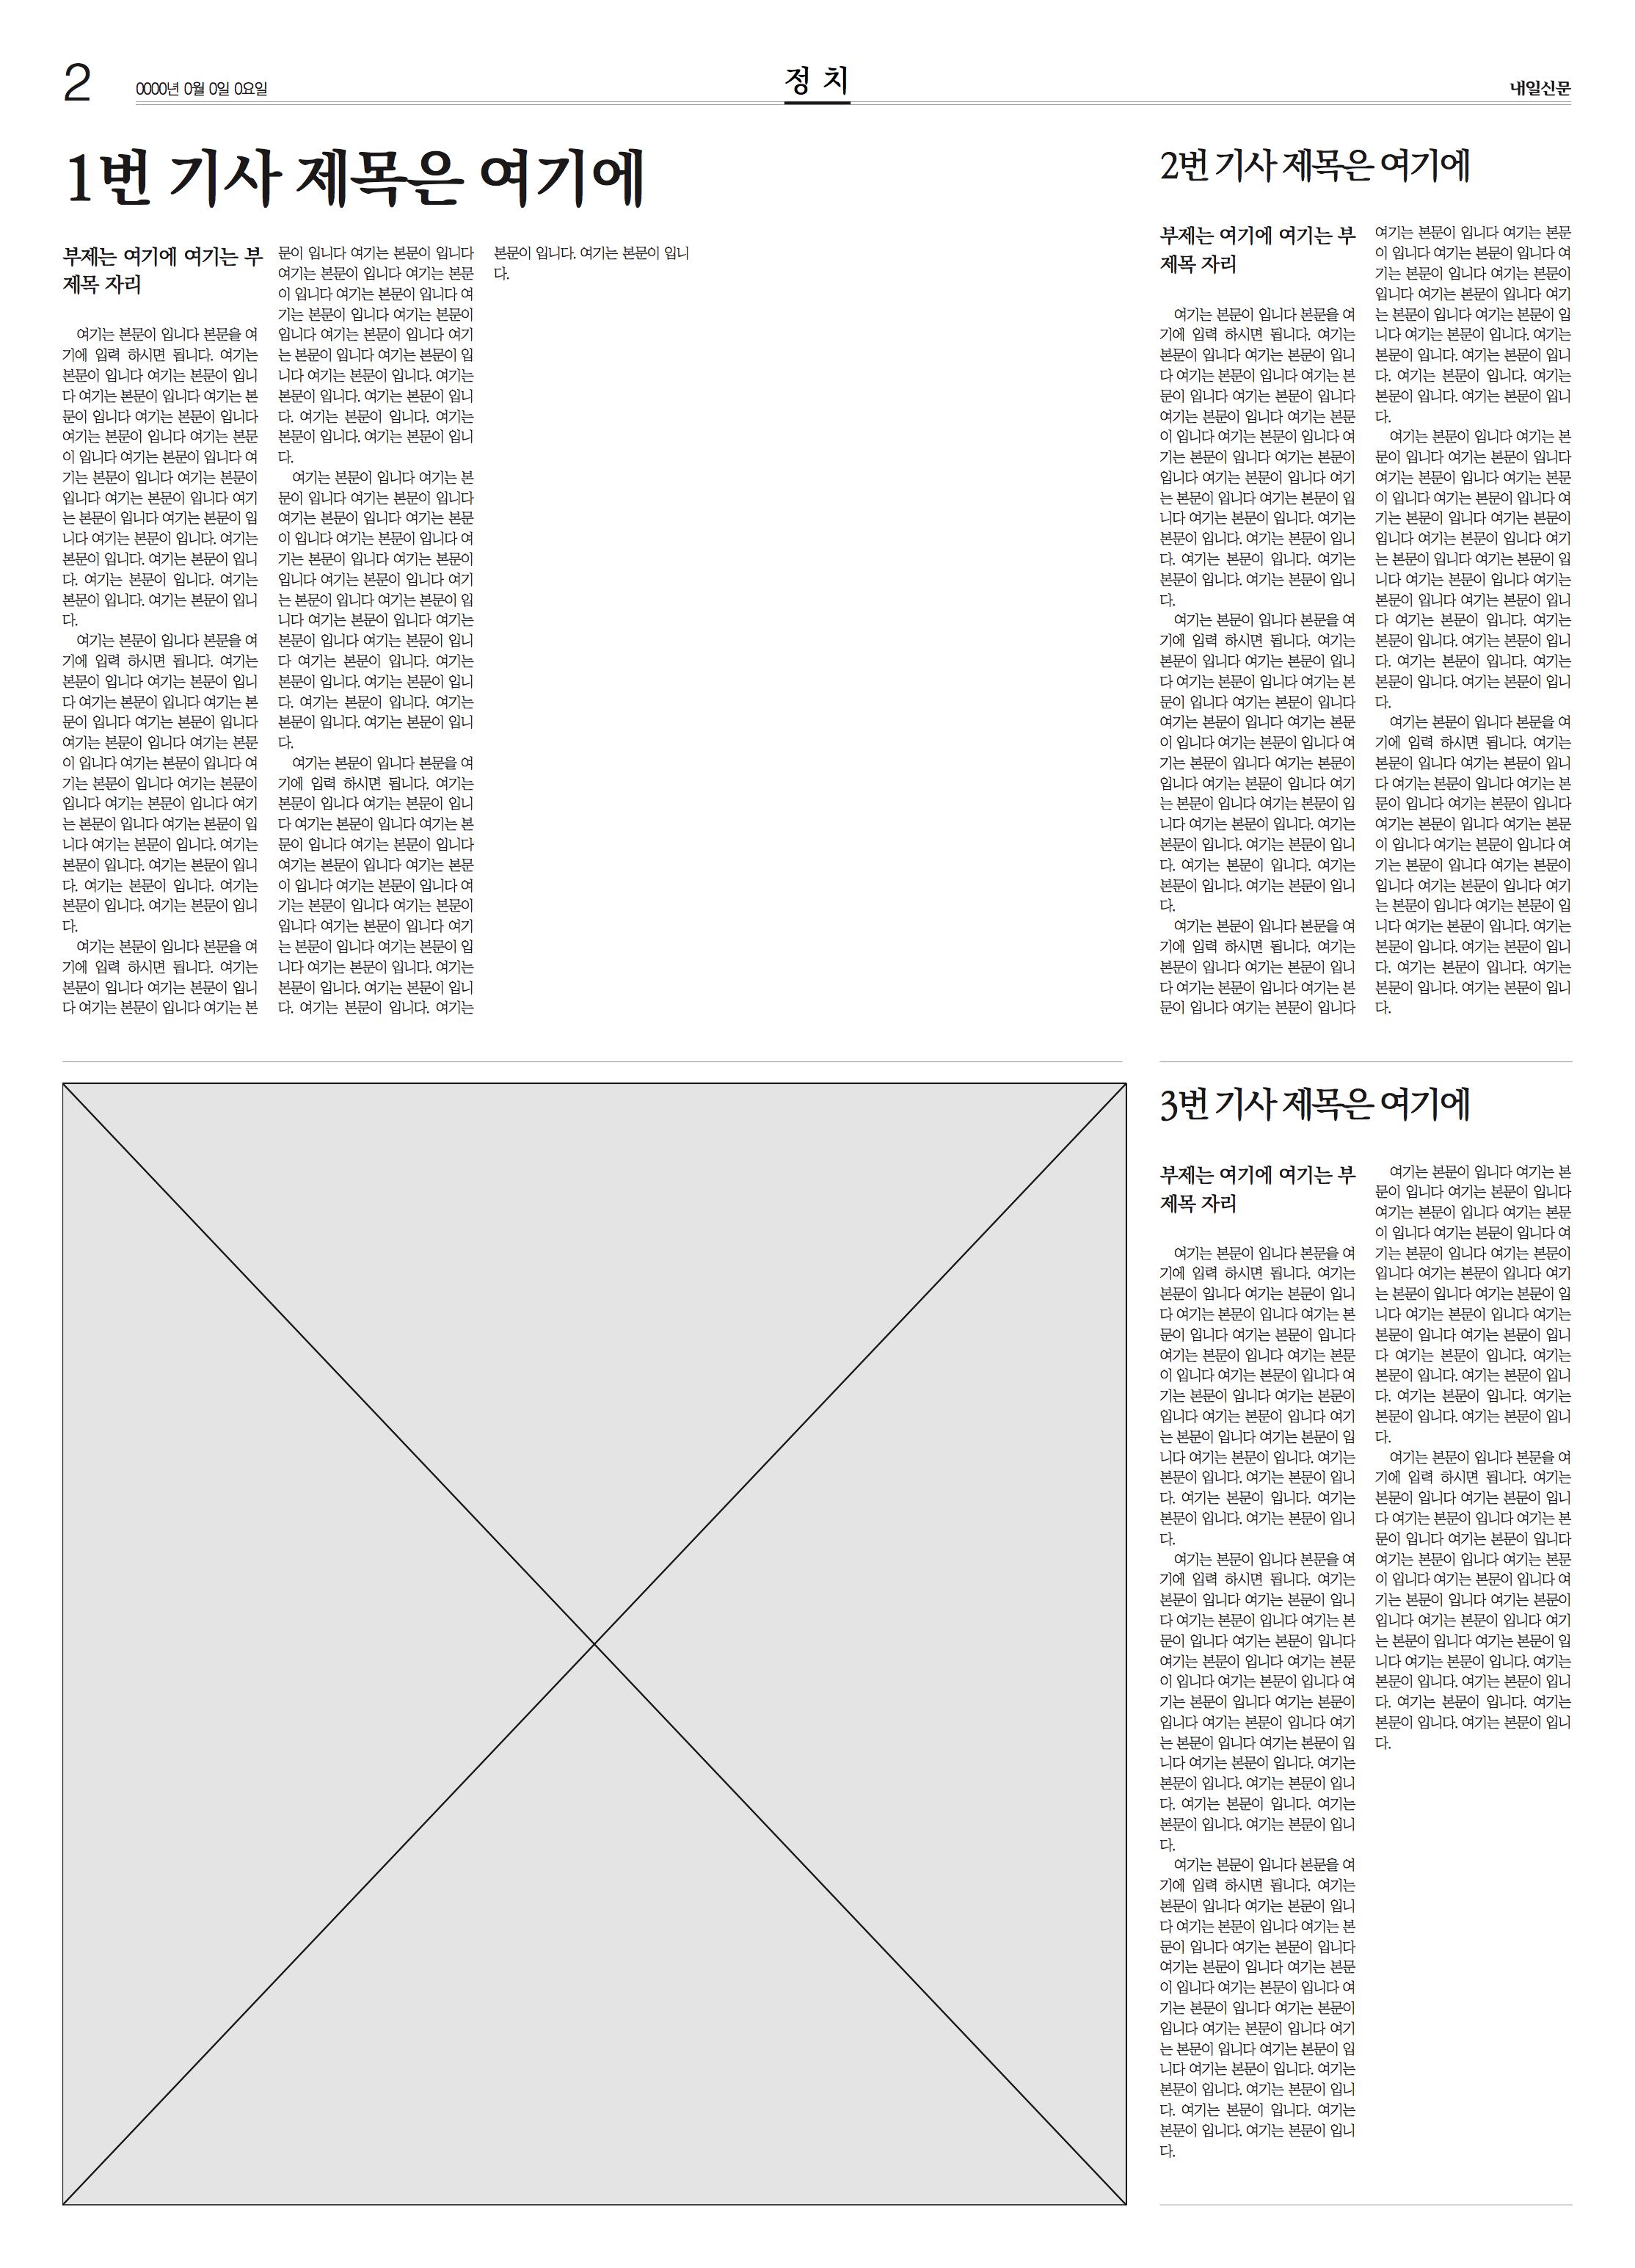 2
0000년 0월 0일 0요일
정 치
내일신문
1번 기사 제목은 여기에
부제는 여기에 여기는 부
제목 자리
여기는 본문이 입니다 본문을 여
기에 입력 하시면 됩니다. 여기는
본문이 입니다 여기는 본문이 입니
다 여기는 본문이 입니다 여기는 본
문이 입니다 여기는 본문이 입니다
여기는 본문이 입니다 여기는 본문
이 입니다 여기는 본문이 입니다 여
기는 본문이 입니다 여기는 본문이
입니다 여기는 본문이 입니다 여기
는 본문이 입니다 여기는 본문이 입
니다 여기는 본문이 입니다. 여기는
본문이 입니다. 여기는 본문이 입니
다. 여기는 본문이 입니다. 여기는
본문이 입니다. 여기는 본문이 입니
다.
여기는 본문이 입니다 본문을 여
기에 입력 하시면 됩니다. 여기는
본문이 입니다 여기는 본문이 입니
다 여기는 본문이 입니다 여기는 본
문이 입니다 여기는 본문이 입니다
여기는 본문이 입니다 여기는 본문
이 입니다 여기는 본문이 입니다 여
기는 본문이 입니다 여기는 본문이
입니다 여기는 본문이 입니다 여기
는 본문이 입니다 여기는 본문이 입
니다 여기는 본문이 입니다. 여기는
본문이 입니다. 여기는 본문이 입니
다. 여기는 본문이 입니다. 여기는
본문이 입니다. 여기는 본문이 입니
다.
여기는 본문이 입니다 본문을 여
기에 입력 하시면 됩니다. 여기는
본문이 입니다 여기는 본문이 입니
다 여기는 본문이 입니다 여기는 본
문이 입니다 여기는 본문이 입니다
여기는 본문이 입니다 여기는 본문
이 입니다 여기는 본문이 입니다 여
기는 본문이 입니다 여기는 본문이
입니다 여기는 본문이 입니다 여기
는 본문이 입니다 여기는 본문이 입
니다 여기는 본문이 입니다. 여기는
본문이 입니다. 여기는 본문이 입니
다. 여기는 본문이 입니다. 여기는
본문이 입니다. 여기는 본문이 입니
다.
여기는 본문이 입니다 여기는 본
문이 입니다 여기는 본문이 입니다
여기는 본문이 입니다 여기는 본문
이 입니다 여기는 본문이 입니다 여
기는 본문이 입니다 여기는 본문이
입니다 여기는 본문이 입니다 여기
는 본문이 입니다 여기는 본문이 입
니다 여기는 본문이 입니다 여기는
본문이 입니다 여기는 본문이 입니
다 여기는 본문이 입니다. 여기는
본문이 입니다. 여기는 본문이 입니
다. 여기는 본문이 입니다. 여기는
본문이 입니다. 여기는 본문이 입니
다.
여기는 본문이 입니다 본문을 여
기에 입력 하시면 됩니다. 여기는
본문이 입니다 여기는 본문이 입니
다 여기는 본문이 입니다 여기는 본
문이 입니다 여기는 본문이 입니다
여기는 본문이 입니다 여기는 본문
이 입니다 여기는 본문이 입니다 여
기는 본문이 입니다 여기는 본문이
입니다 여기는 본문이 입니다 여기
는 본문이 입니다 여기는 본문이 입
니다 여기는 본문이 입니다. 여기는
본문이 입니다. 여기는 본문이 입니
다. 여기는 본문이 입니다. 여기는
본문이 입니다. 여기는 본문이 입니
다.
2번 기사 제목은 여기에
부제는 여기에 여기는 부
제목 자리
여기는 본문이 입니다 본문을 여
기에 입력 하시면 됩니다. 여기는
본문이 입니다 여기는 본문이 입니
다 여기는 본문이 입니다 여기는 본
문이 입니다 여기는 본문이 입니다
여기는 본문이 입니다 여기는 본문
이 입니다 여기는 본문이 입니다 여
기는 본문이 입니다 여기는 본문이
입니다 여기는 본문이 입니다 여기
는 본문이 입니다 여기는 본문이 입
니다 여기는 본문이 입니다. 여기는
본문이 입니다. 여기는 본문이 입니
다. 여기는 본문이 입니다. 여기는
본문이 입니다. 여기는 본문이 입니
다.
여기는 본문이 입니다 본문을 여
기에 입력 하시면 됩니다. 여기는
본문이 입니다 여기는 본문이 입니
다 여기는 본문이 입니다 여기는 본
문이 입니다 여기는 본문이 입니다
여기는 본문이 입니다 여기는 본문
이 입니다 여기는 본문이 입니다 여
기는 본문이 입니다 여기는 본문이
입니다 여기는 본문이 입니다 여기
는 본문이 입니다 여기는 본문이 입
니다 여기는 본문이 입니다. 여기는
본문이 입니다. 여기는 본문이 입니
다. 여기는 본문이 입니다. 여기는
본문이 입니다. 여기는 본문이 입니
다.
여기는 본문이 입니다 본문을 여
기에 입력 하시면 됩니다. 여기는
본문이 입니다 여기는 본문이 입니
다 여기는 본문이 입니다 여기는 본
문이 입니다 여기는 본문이 입니다
여기는 본문이 입니다 여기는 본문
이 입니다 여기는 본문이 입니다 여
기는 본문이 입니다 여기는 본문이
입니다 여기는 본문이 입니다 여기
는 본문이 입니다 여기는 본문이 입
니다 여기는 본문이 입니다. 여기는
본문이 입니다. 여기는 본문이 입니
다. 여기는 본문이 입니다. 여기는
본문이 입니다. 여기는 본문이 입니
다.
여기는 본문이 입니다 여기는 본
문이 입니다 여기는 본문이 입니다
여기는 본문이 입니다 여기는 본문
이 입니다 여기는 본문이 입니다 여
기는 본문이 입니다 여기는 본문이
입니다 여기는 본문이 입니다 여기
는 본문이 입니다 여기는 본문이 입
니다 여기는 본문이 입니다 여기는
본문이 입니다 여기는 본문이 입니
다 여기는 본문이 입니다. 여기는
본문이 입니다. 여기는 본문이 입니
다. 여기는 본문이 입니다. 여기는
본문이 입니다. 여기는 본문이 입니
다.
여기는 본문이 입니다 본문을 여
기에 입력 하시면 됩니다. 여기는
본문이 입니다 여기는 본문이 입니
다 여기는 본문이 입니다 여기는 본
문이 입니다 여기는 본문이 입니다
여기는 본문이 입니다 여기는 본문
이 입니다 여기는 본문이 입니다 여
기는 본문이 입니다 여기는 본문이
입니다 여기는 본문이 입니다 여기
는 본문이 입니다 여기는 본문이 입
니다 여기는 본문이 입니다. 여기는
본문이 입니다. 여기는 본문이 입니
다. 여기는 본문이 입니다. 여기는
본문이 입니다. 여기는 본문이 입니
다.
3번 기사 제목은 여기에
부제는 여기에 여기는 부
제목 자리
여기는 본문이 입니다 본문을 여
기에 입력 하시면 됩니다. 여기는
본문이 입니다 여기는 본문이 입니
다 여기는 본문이 입니다 여기는 본
문이 입니다 여기는 본문이 입니다
여기는 본문이 입니다 여기는 본문
이 입니다 여기는 본문이 입니다 여
기는 본문이 입니다 여기는 본문이
입니다 여기는 본문이 입니다 여기
는 본문이 입니다 여기는 본문이 입
니다 여기는 본문이 입니다. 여기는
본문이 입니다. 여기는 본문이 입니
다. 여기는 본문이 입니다. 여기는
본문이 입니다. 여기는 본문이 입니
다.
여기는 본문이 입니다 본문을 여
기에 입력 하시면 됩니다. 여기는
본문이 입니다 여기는 본문이 입니
다 여기는 본문이 입니다 여기는 본
문이 입니다 여기는 본문이 입니다
여기는 본문이 입니다 여기는 본문
이 입니다 여기는 본문이 입니다 여
기는 본문이 입니다 여기는 본문이
입니다 여기는 본문이 입니다 여기
는 본문이 입니다 여기는 본문이 입
니다 여기는 본문이 입니다. 여기는
본문이 입니다. 여기는 본문이 입니
다. 여기는 본문이 입니다. 여기는
본문이 입니다. 여기는 본문이 입니
다.
여기는 본문이 입니다 본문을 여
기에 입력 하시면 됩니다. 여기는
본문이 입니다 여기는 본문이 입니
다 여기는 본문이 입니다 여기는 본
문이 입니다 여기는 본문이 입니다
여기는 본문이 입니다 여기는 본문
이 입니다 여기는 본문이 입니다 여
기는 본문이 입니다 여기는 본문이
입니다 여기는 본문이 입니다 여기
는 본문이 입니다 여기는 본문이 입
니다 여기는 본문이 입니다. 여기는
본문이 입니다. 여기는 본문이 입니
다. 여기는 본문이 입니다. 여기는
본문이 입니다. 여기는 본문이 입니
다.
여기는 본문이 입니다 여기는 본
문이 입니다 여기는 본문이 입니다
여기는 본문이 입니다 여기는 본문
이 입니다 여기는 본문이 입니다 여
기는 본문이 입니다 여기는 본문이
입니다 여기는 본문이 입니다 여기
는 본문이 입니다 여기는 본문이 입
니다 여기는 본문이 입니다 여기는
본문이 입니다 여기는 본문이 입니
다 여기는 본문이 입니다. 여기는
본문이 입니다. 여기는 본문이 입니
다. 여기는 본문이 입니다. 여기는
본문이 입니다. 여기는 본문이 입니
다.
여기는 본문이 입니다 본문을 여
기에 입력 하시면 됩니다. 여기는
본문이 입니다 여기는 본문이 입니
다 여기는 본문이 입니다 여기는 본
문이 입니다 여기는 본문이 입니다
여기는 본문이 입니다 여기는 본문
이 입니다 여기는 본문이 입니다 여
기는 본문이 입니다 여기는 본문이
입니다 여기는 본문이 입니다 여기
는 본문이 입니다 여기는 본문이 입
니다 여기는 본문이 입니다. 여기는
본문이 입니다. 여기는 본문이 입니
다. 여기는 본문이 입니다. 여기는
본문이 입니다. 여기는 본문이 입니
다.